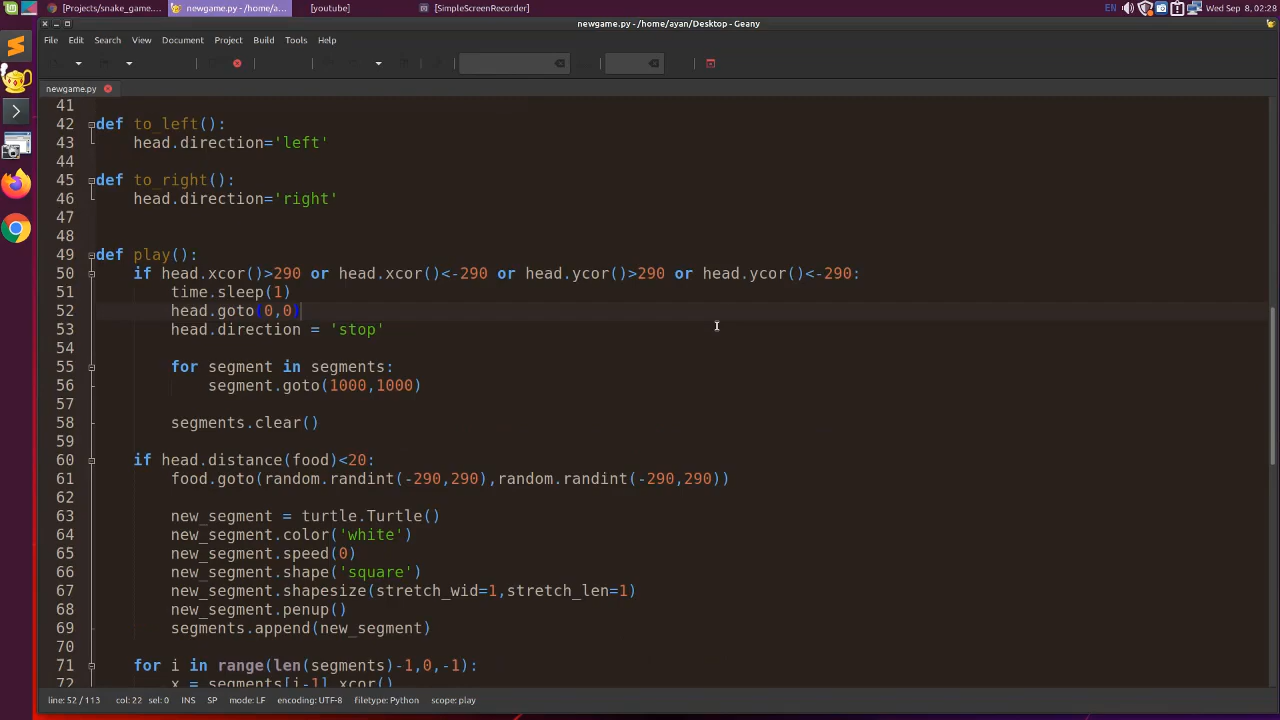 [Projects/snake_game....
newgame.py - /home/a...
[youtube]
[SimpleScreenRecorder]
EN
Wed Sep 8, 02:28
newgame.py - /home/ayan/Desktop - Geany
File Edit Search View Document Project Build Tools Help
newgame.py
41
42 def to_left():
43 head.direction='left'
44
45 def to_right():
46 head.direction='right'
47
48
49 def play():
50 if head.xcor()>290 or head.xcor()<-290 or head.ycor()>290 or head.ycor()<-290:
51 time.sleep(1)
52 head.goto(0,0)
53 head.direction = 'stop'
54
55 for segment in segments:
56 segment.goto(1000,1000)
57
58 segments.clear()
59
60 if head.distance(food)<20:
61 food.goto(random.randint(-290,290),random.randint(-290,290))
62
63 new_segment = turtle.Turtle()
64 new_segment.color('white')
65 new_segment.speed(0)
66 new_segment.shape('square')
67 new_segment.shapesize(stretch_wid=1,stretch_len=1)
68 new_segment.penup()
69 segments.append(new_segment)
70
71 for i in range(len(segments)-1,0,-1):
72 x = segments[i-1].xcor()
line: 52 / 113 col: 22 sel: 0 INS SP mode: LF encoding: UTF-8 filetype: Python scope: play